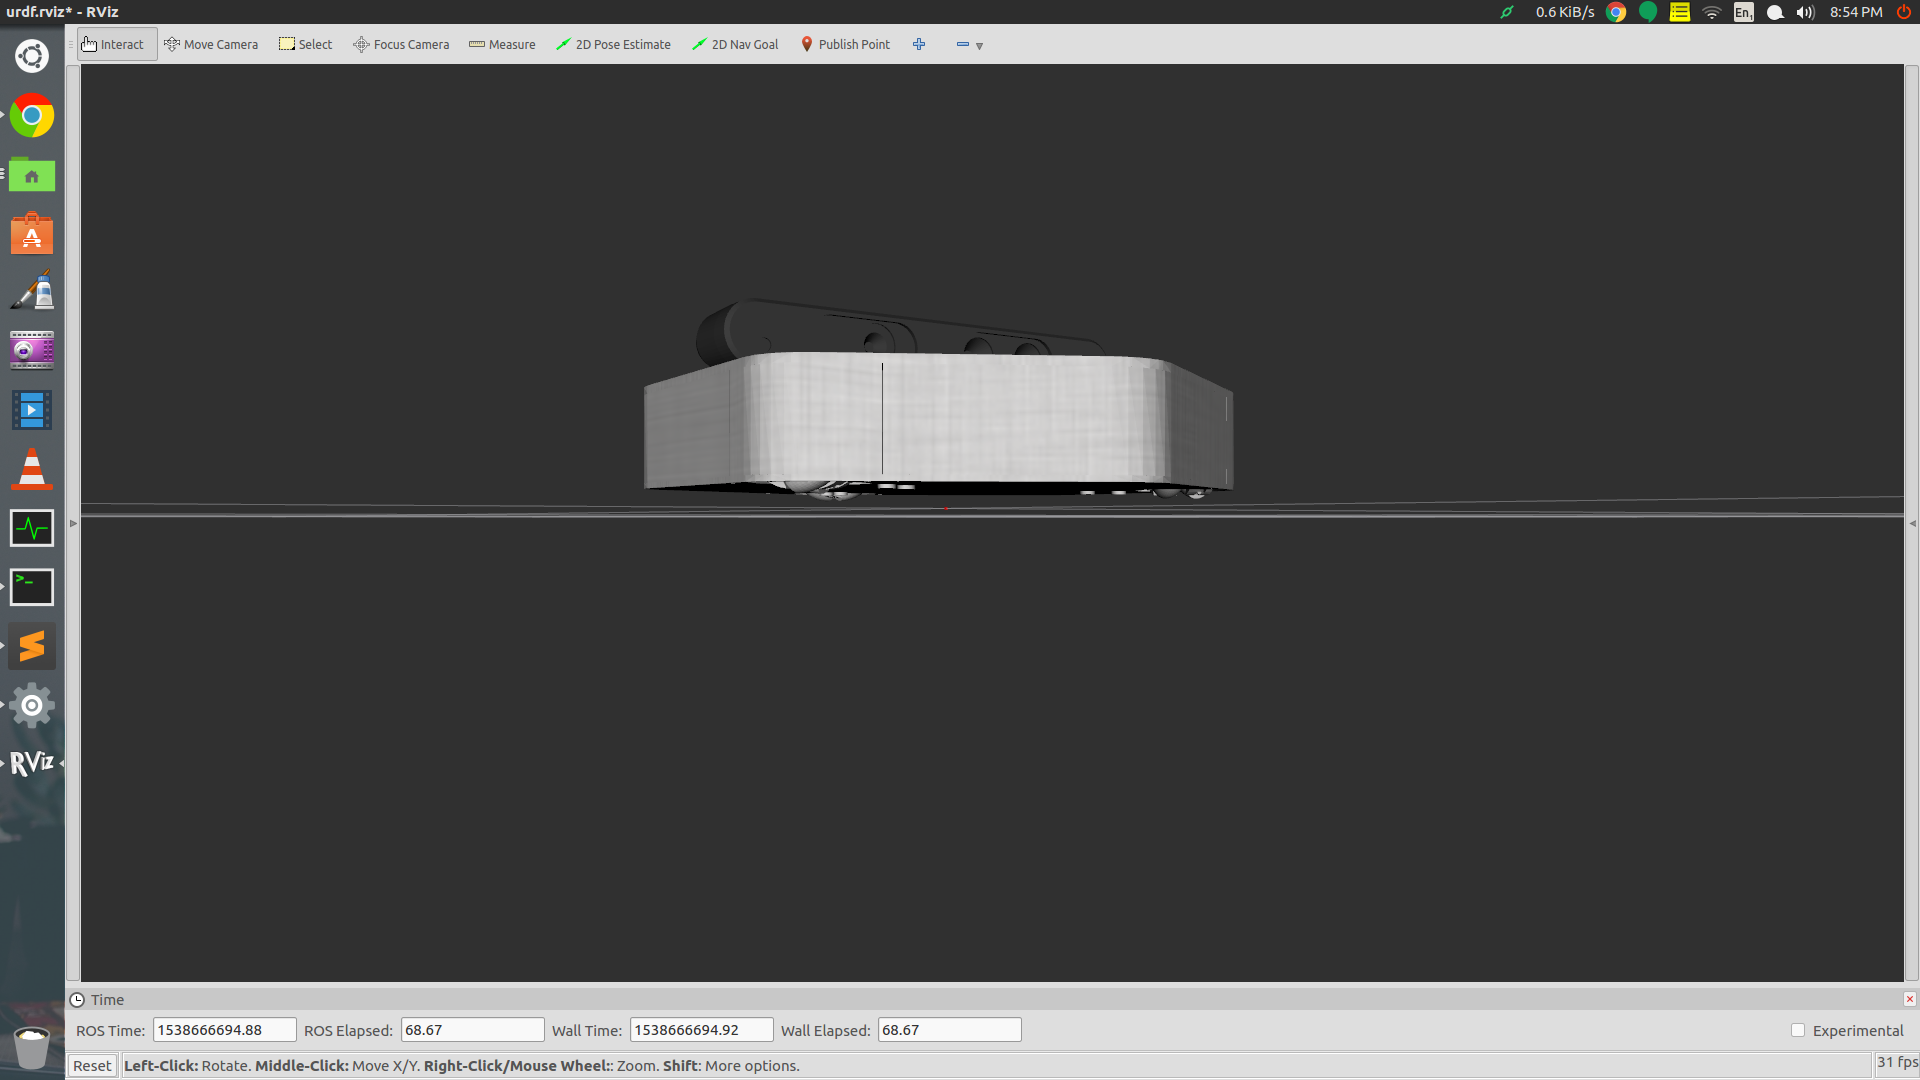 urdf.rviz* - RViz
0.6 KiB/s
En1
8:54 PM
Interact
Move Camera
Select
Focus Camera
Measure
2D Pose Estimate
2D Nav Goal
Publish Point
RViz
Time
ROS Time: 1538666694.88 ROS Elapsed: 68.67 Wall Time: 1538666694.92 Wall Elapsed: 68.67 Experimental
Reset Left-Click: Rotate. Middle-Click: Move X/Y. Right-Click/Mouse Wheel:: Zoom. Shift: More options. 31 fps